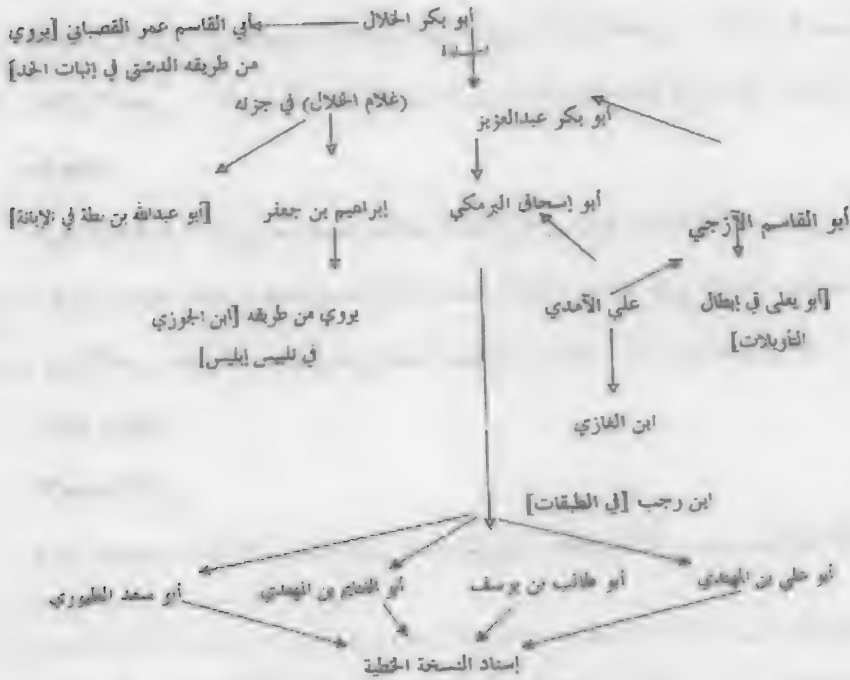 أبو بكر الخلال
أبي القاسم عمر القصباني [يروي
من طريقه الدشتي في إثبات الحد]
(غلام الخلال) في جزئه
أبو بكر عبدالعزيز
أبو القاسم الأزجي
أبو إسحاق البرمكي
إبراهيم بن جعفر
[أبو عبدالله بن بطة في الإبانة]
[أبو يعلى في إبطال
التأويلات]
علي الآمدي
يروي من طريقه [ابن الجوزي
في تلبيس إبليس]
ابن الغازي
ابن رجب [في الطبقات]
أبو علي بن المهدي
أبو طالب بن يوسف
أبو الغنائم بن المهدي
أبو سعد الطيوري
إسناد النسخة الخطية